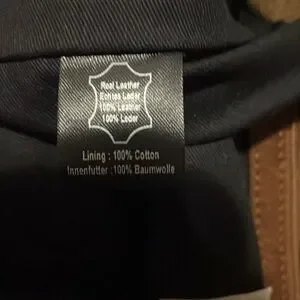 Real Leather
Echtes Leder
100% Leather
100% Leder
Lining : 100% Cotton
Innenfutter :100% Baumwolle